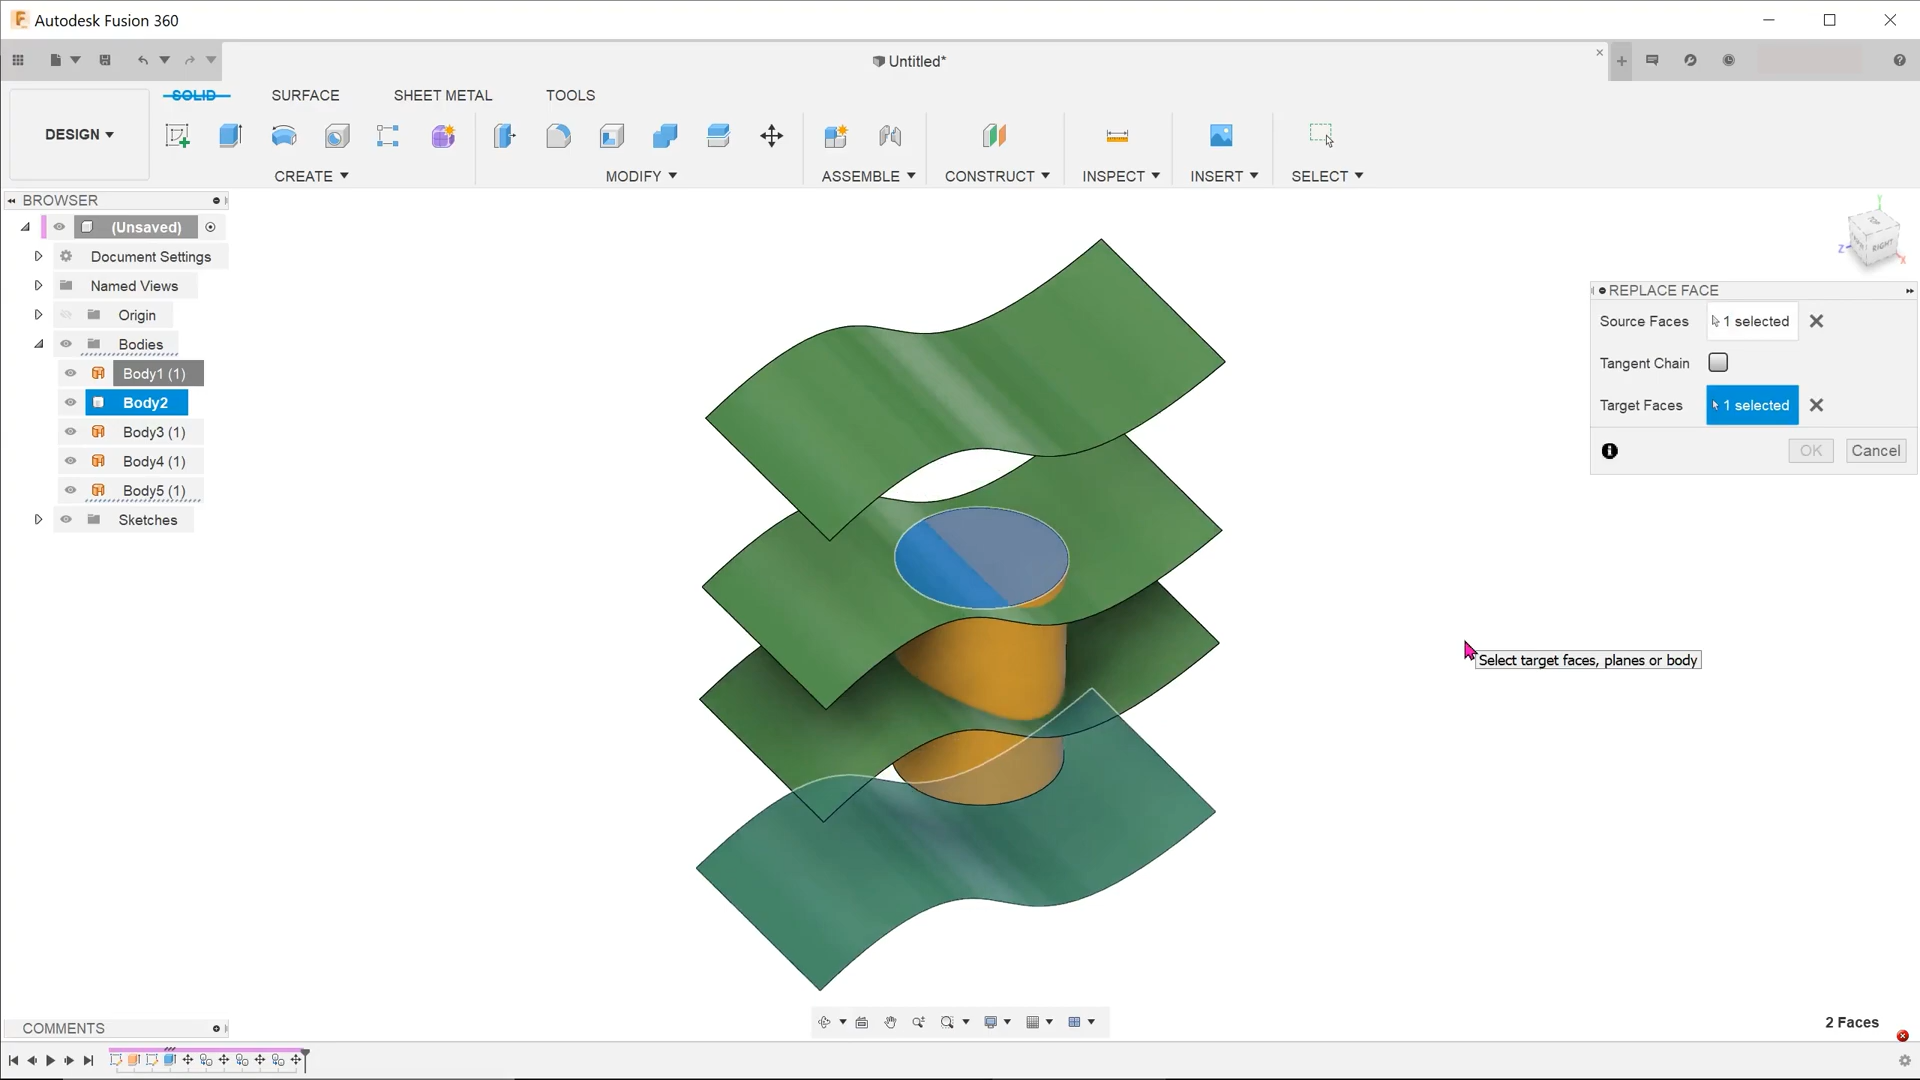 Autodesk Fusion 360
Untitled*
SOLID
SURFACE
SHEET METAL
TOOLS
DESIGN
CREATE
MODIFY
ASSEMBLE
CONSTRUCT
INSPECT
INSERT
SELECT
BROWSER
(Unsaved)
Document Settings
Named Views
Origin
Bodies
Body1 (1)
Body2
Body3 (1)
Body4 (1)
Body5 (1)
Sketches
TOP
RIGHT
Z
X
Y
REPLACE FACE
Source Faces
1 selected
Tangent Chain
Target Faces
1 selected
OK
Cancel
Select target faces, planes or body
COMMENTS
2 Faces